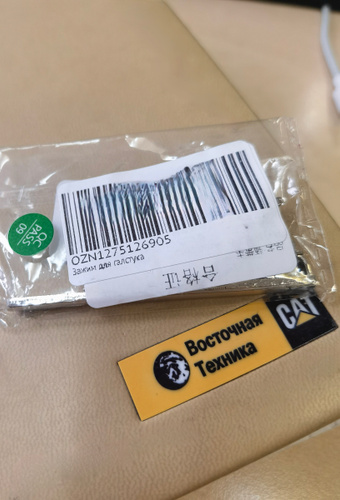 QC
PASS
09
OZN1275126905
Зажим для галстука
合格证
Восточная
Техника
CAT